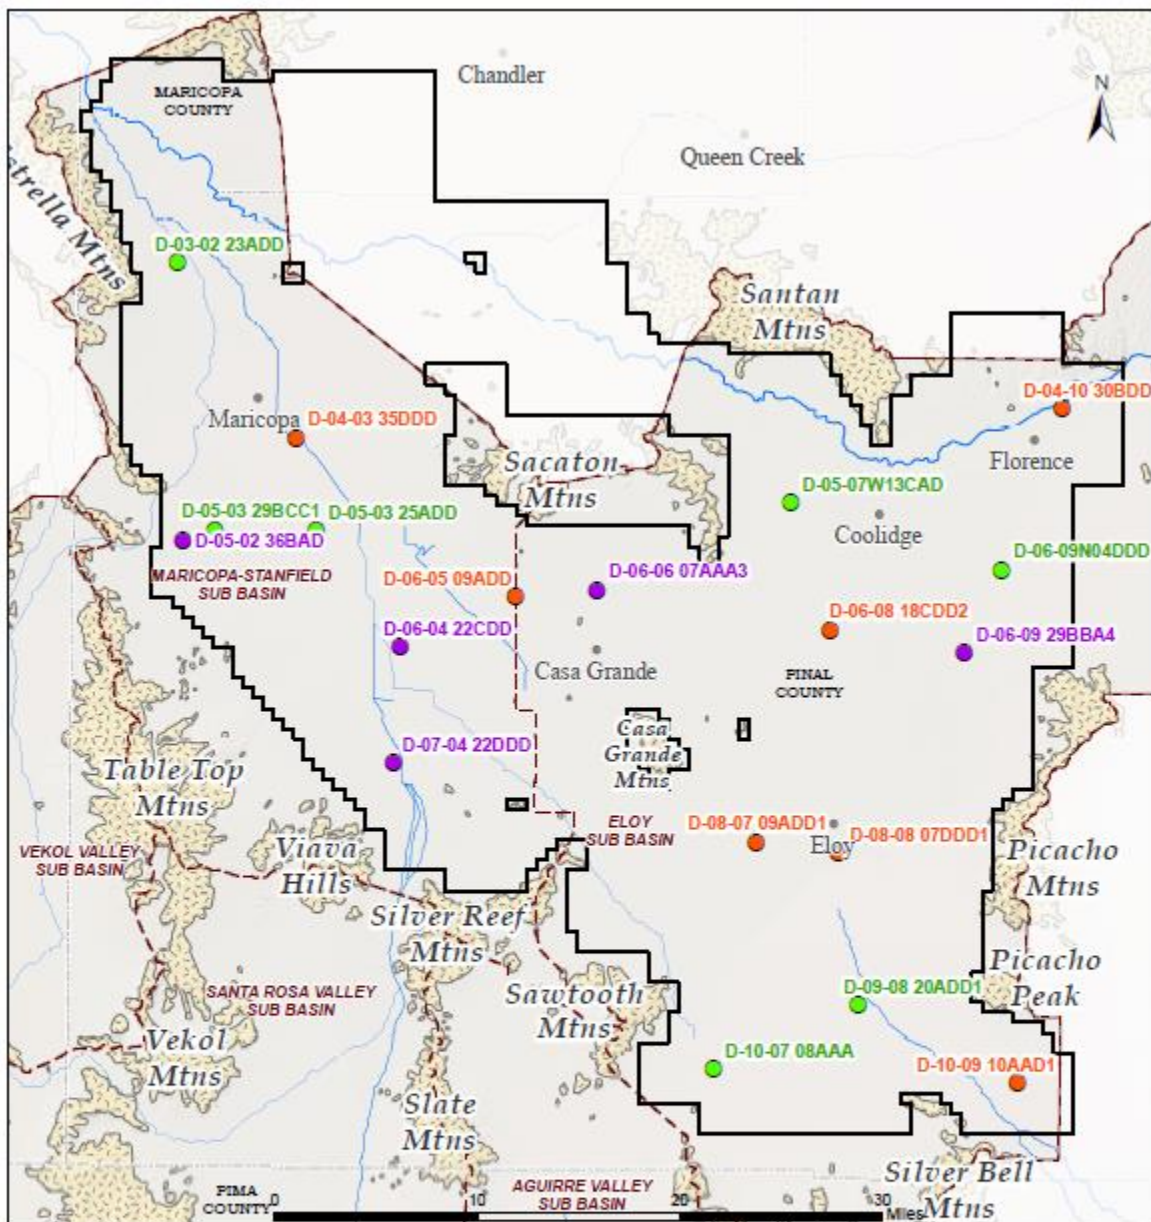 Chandler
N
MARICOPA
COUNTY
Queen Creek
strella Mtns
D-03-02 23ADD
Santan
Mtns
D-04-10 30BDD
Maricopa
D-04-03 35DDD
Florence
Sacaton
Mtns
D-05-07W13CAD
Coolidge
D-05-03 29BCC1
D-05-03 25ADD
D-05-02 36BAD
D-06-09N04DDD
MARICOPA-STANFIELD
SUB BASIN
D-06-05 09ADD
D-06-06 07AAA3
D-06-08 18CDD2
D-06-04 22CDD
D-06-09 29BBA4
Casa Grande
PINAL
COUNTY
Casa
Grande
Mtns
D-07-04 22DDD
Table Top
Mtns
ELOY
SUB BASIN
D-08-07 09ADD1
D-08-08 07DDD1
Eloy
VEKOL VALLEY
SUB BASIN
Viava
Hills
Picacho
Mtns
Silver Reef
Mtns
Picacho
Peak
SANTA ROSA VALLEY
SUB BASIN
Sawtooth
Mtns
D-09-08 20ADD1
Vekol
Mtns
D-10-07 08AAA
D-10-09 10AAD1
Slate
Mtns
Silver Bell
Mtns
PIMA
COUNTY
AGUIRRE VALLEY
SUB BASIN
0 10 20 30
Miles